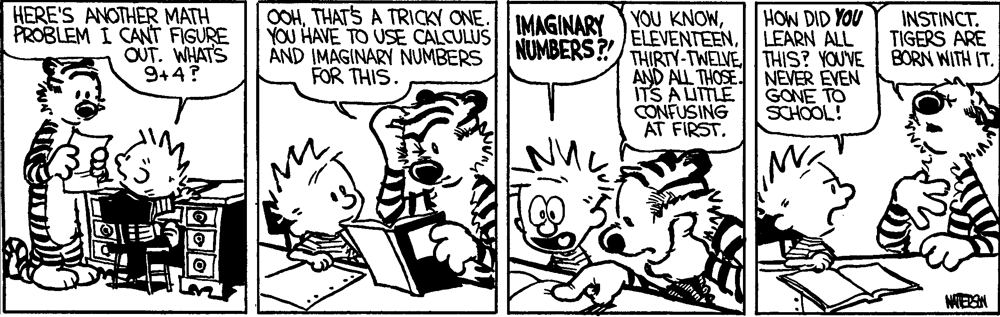 HERE'S ANOTHER MATH
PROBLEM I CAN'T FIGURE
OUT. WHAT'S
9+4?
OOH, THAT'S A TRICKY ONE.
YOU HAVE TO USE CALCULUS
AND IMAGINARY NUMBERS
FOR THIS.
IMAGINARY
NUMBERS?!
YOU KNOW,
ELEVENTEEN,
THIRTY-TWELVE,
AND ALL THOSE.
IT'S A LITTLE
CONFUSING
AT FIRST.
HOW DID YOU
LEARN ALL
THIS? YOU'VE
NEVER EVEN
GONE TO
SCHOOL!
INSTINCT.
TIGERS ARE
BORN WITH IT.
WATTERSON